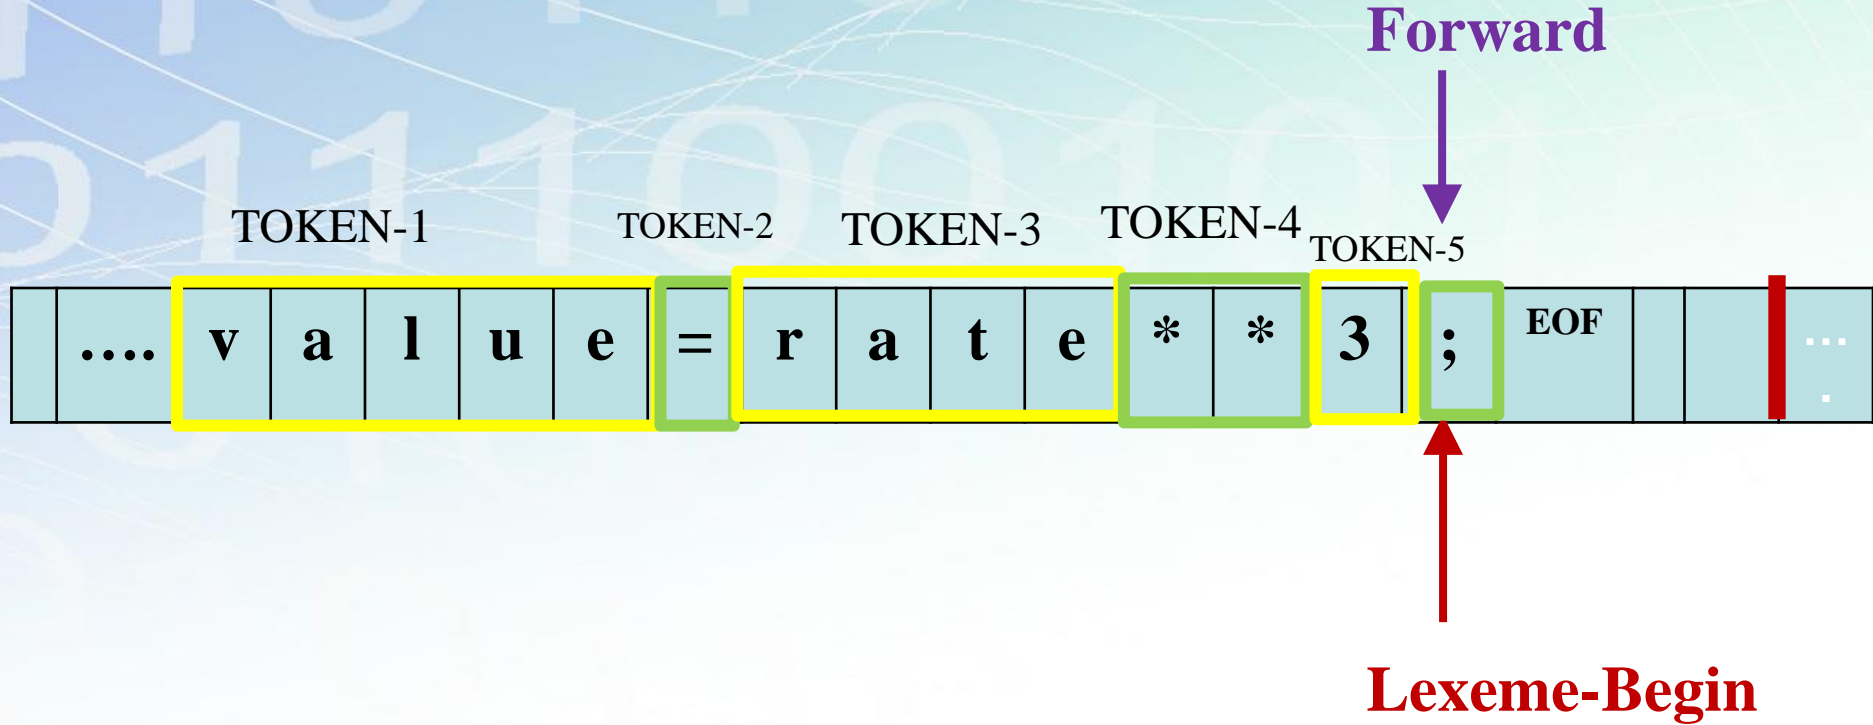 Forward
TOKEN-1 TOKEN-2 TOKEN-3 TOKEN-4 TOKEN-5
.... v a l u e = r a t e * * 3 ; EOF ....
Lexeme-Begin